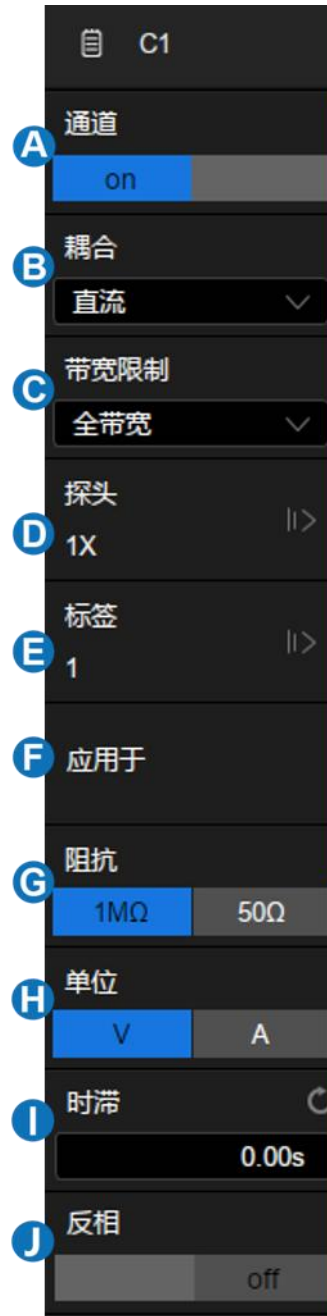 C1
A
通道
on
B
耦合
直流
C
带宽限制
全带宽
D
探头
1X
E
标签
1
F
应用于
G
阻抗
1MΩ 50Ω
H
单位
V A
I
时滞
0.00s
J
反相
off